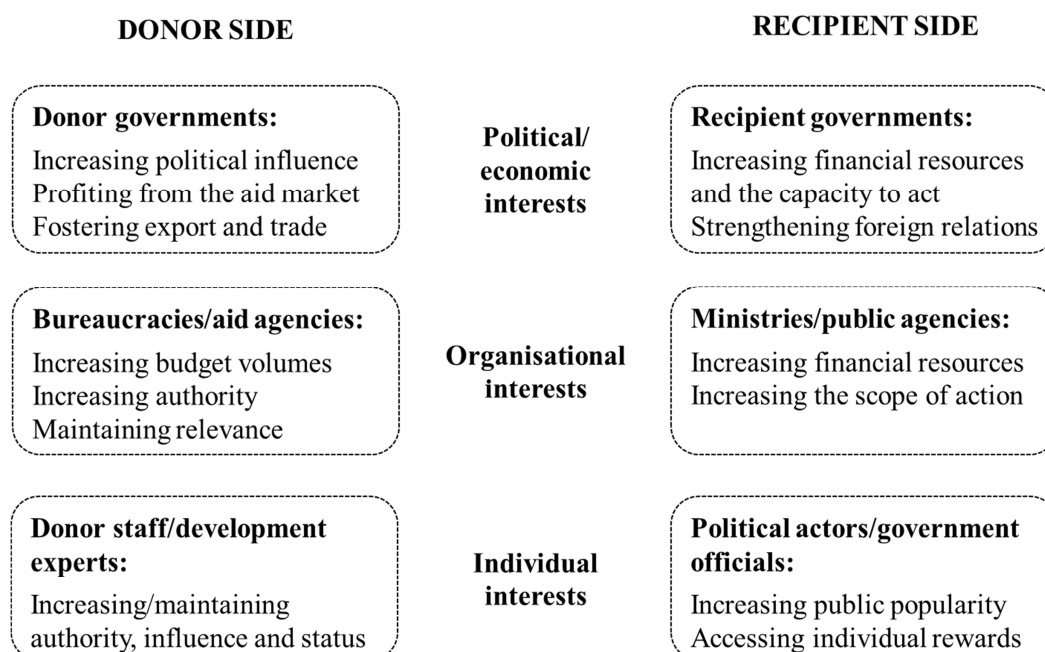 DONOR SIDE
RECIPIENT SIDE
Donor governments:
Increasing political influence
Profiting from the aid market
Fostering export and trade
Political/
economic
interests
Recipient governments:
Increasing financial resources
and the capacity to act
Strengthening foreign relations
Bureaucracies/aid agencies:
Increasing budget volumes
Increasing authority
Maintaining relevance
Organisational
interests
Ministries/public agencies:
Increasing financial resources
Increasing the scope of action
Donor staff/development
experts:
Increasing/maintaining
authority, influence and status
Individual
interests
Political actors/government
officials:
Increasing public popularity
Accessing individual rewards